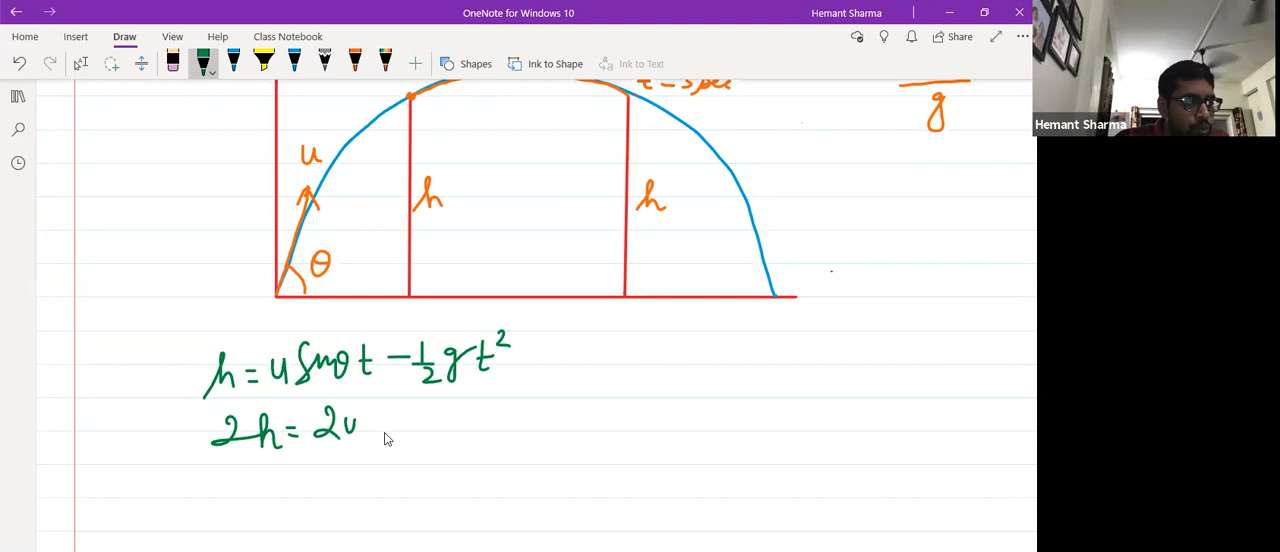 OneNote for Windows 10
Hemant Sharma
Home Insert Draw View Help Class Notebook
Share
Shapes
Ink to Shape
Ink to Text
g
u
h
h
θ
h = u sinθ t - 1/2 g t²
2h = 2u
Hemant Sharma